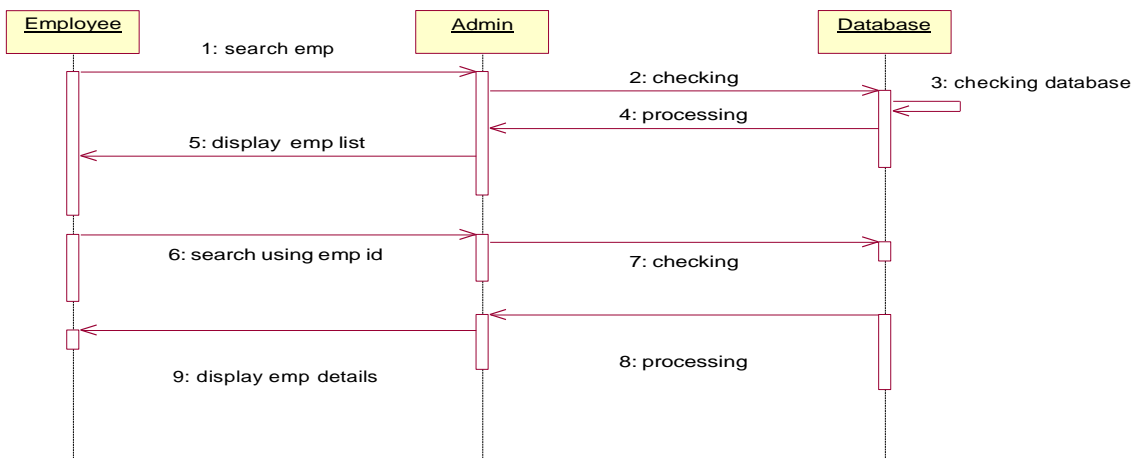 Employee
Admin
Database
1: search emp
2: checking
3: checking database
4: processing
5: display emp list
6: search using emp id
7: checking
8: processing
9: display emp details